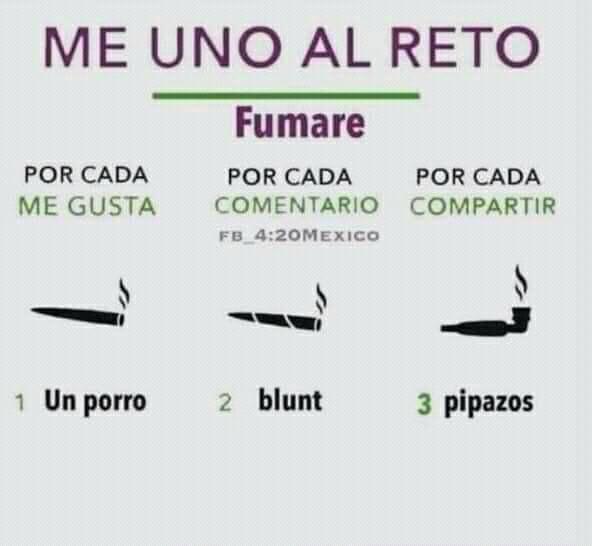 ME UNO AL RETO
Fumare
POR CADA
ME GUSTA
POR CADA
COMENTARIO
POR CADA
COMPARTIR
FB_4:20MEXICO
1 Un porro
2 blunt
3 pipazos